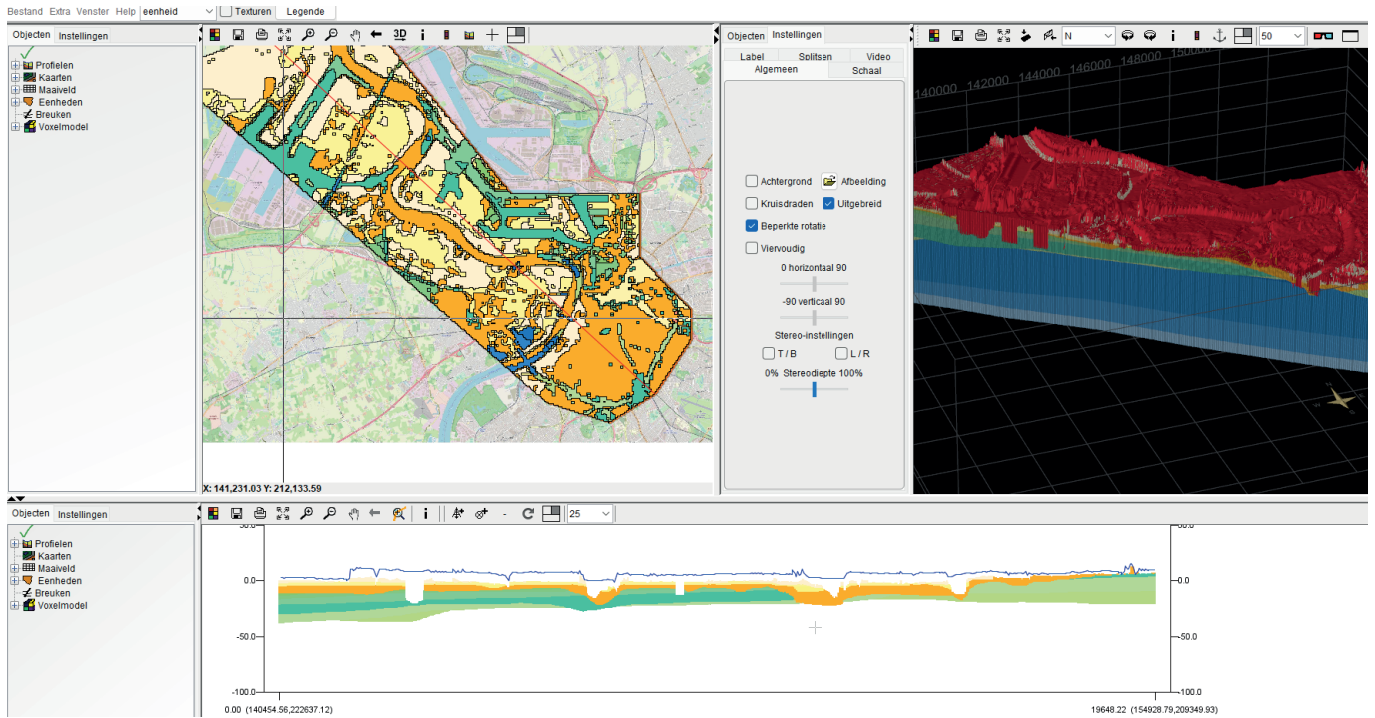 Bestand Extra Venster Help eenheid Texturen Legende
Objecten Instellingen
Profielen
Kaarten
Maaiveld
Eenheden
Breuken
Voxelmodel
3D
X: 141,231.03 Y: 212,133.59
Objecten Instellingen
Label Splitsen Video
Algemeen Schaal
Achtergrond Afbeelding
Kruisdraden Uitgebreid
Beperkte rotatie
Viervoudig
0 horizontaal 90
-90 verticaal 90
Stereo-instellingen
T / B L / R
0% Stereodiepte 100%
N 50
140000 142000 144000 146000 148000
Objecten Instellingen
Profielen
Kaarten
Maaiveld
Eenheden
Breuken
Voxelmodel
25
0.0 0.0
-50.0 -50.0
-100.0 -100.0
0.00 (140454.56,222637.12) 19648.22 (154928.79,209349.93)